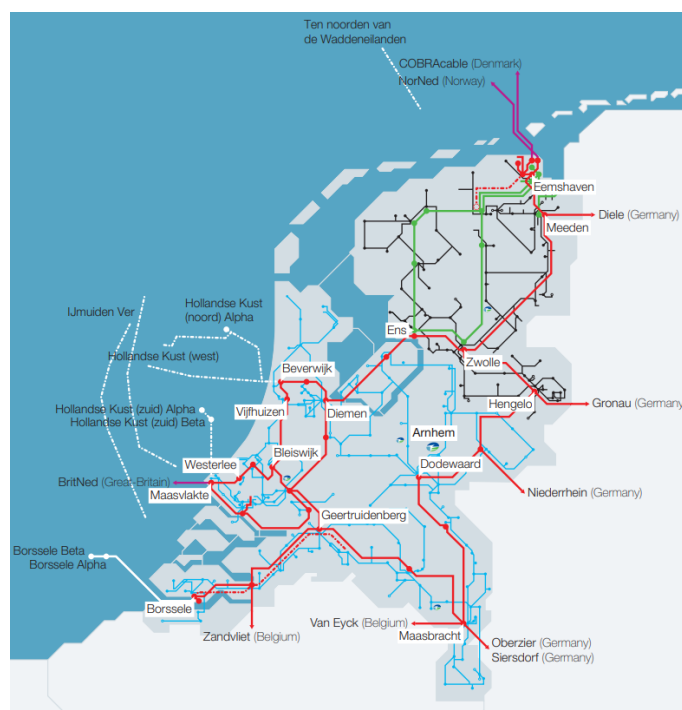 Ten noorden van
de Waddeneilanden
COBRAcable (Denmark)
NorNed (Norway)
Eemshaven
Diele (Germany)
Meeden
IJmuiden Ver
Hollandse Kust
(noord) Alpha
Ens
Hollandse Kust (west)
Zwolle
Beverwijk
Hengelo
Gronau (Germany
Hollandse Kust (zuid) Alpha
Hollandse Kust (zuid) Beta
Vijfhuizen
Diemen
Arnhem
Bleiswijk
Westerlee
Dodewaard
BritNed (Great-Britain)
Maasvlakte
Niederrhein (Germany)
Geertruidenberg
Borssele Beta
Borssele Alpha
Borssele
Van Eyck (Belgium)
Zandvliet (Belgium)
Maasbracht
Oberzier (Germany)
Siersdorf (Germany)